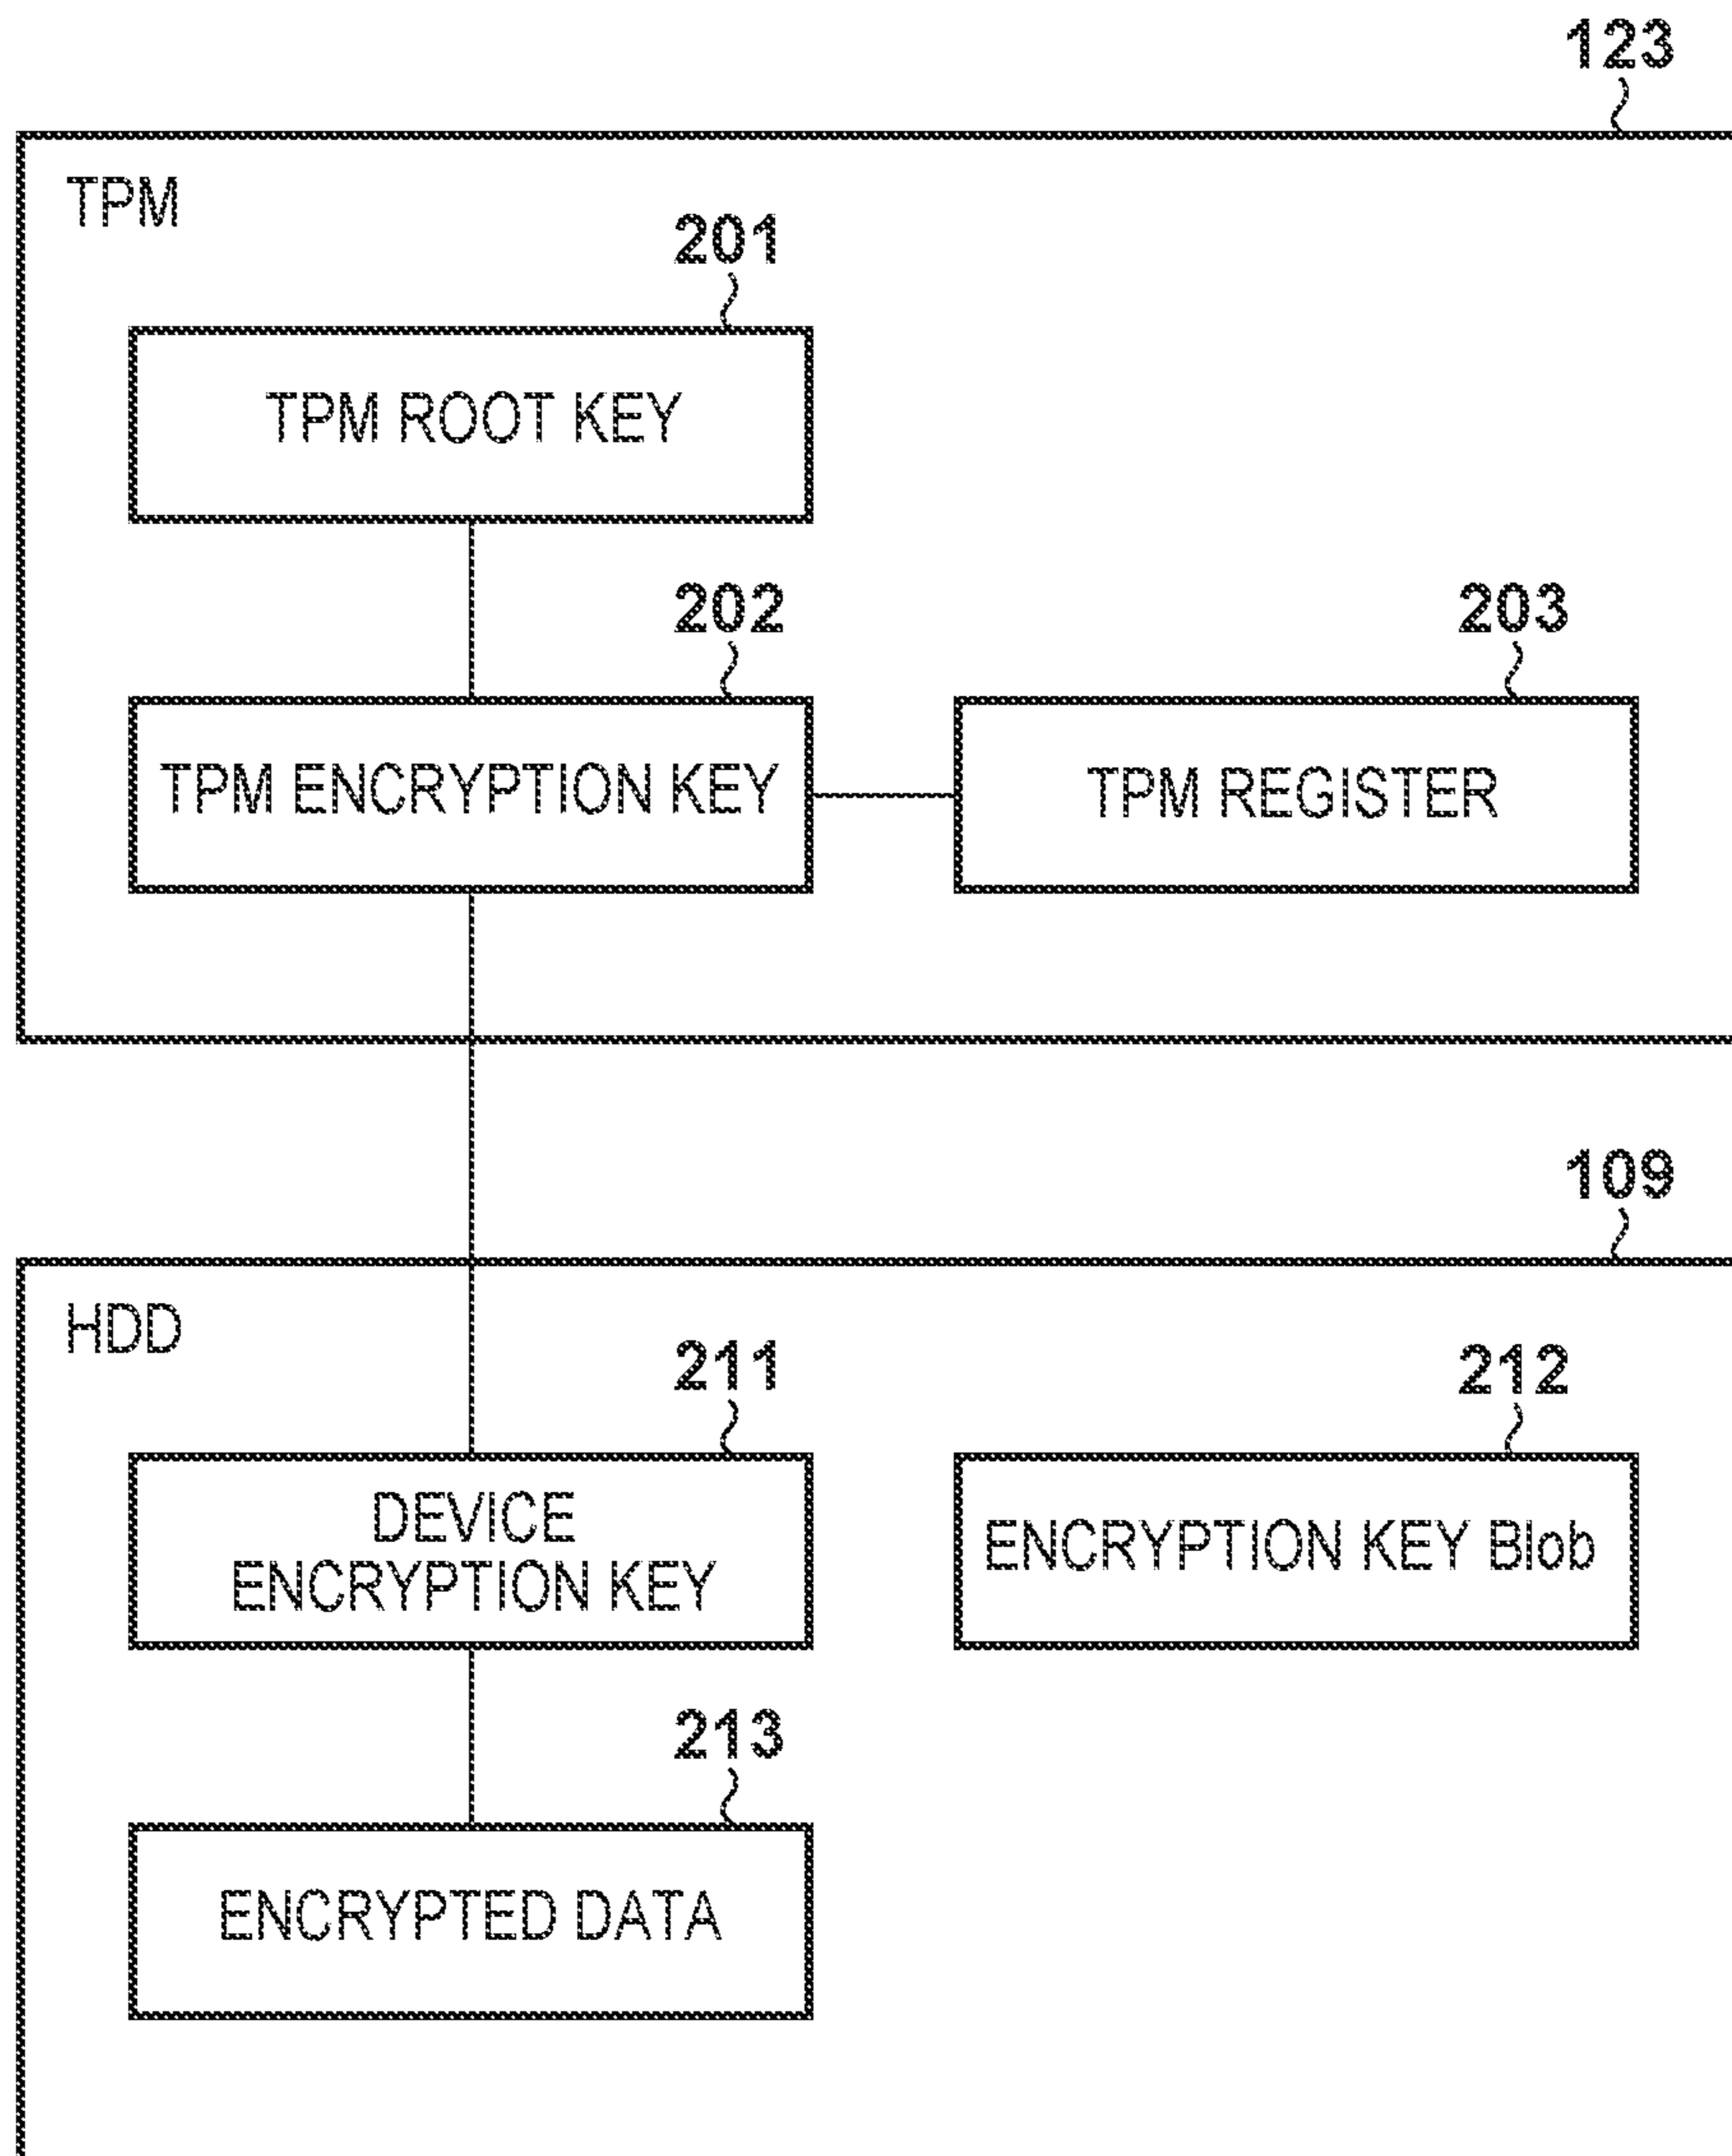 123
TPM
201
TPM ROOT KEY
202
203
TPM ENCRYPTION KEY
TPM REGISTER
109
HDD
211
212
DEVICE
ENCRYPTION KEY
ENCRYPTION KEY Blob
213
ENCRYPTED DATA